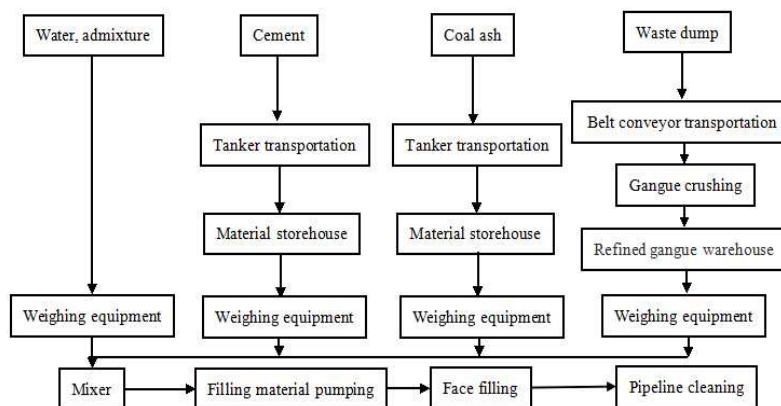 Water, admixture
Cement
Coal ash
Waste dump
Belt conveyor transportation
Tanker transportation
Tanker transportation
Gangue crushing
Material storehouse
Material storehouse
Refined gangue warehouse
Weighing equipment
Weighing equipment
Weighing equipment
Weighing equipment
Mixer
Filling material pumping
Face filling
Pipeline cleaning